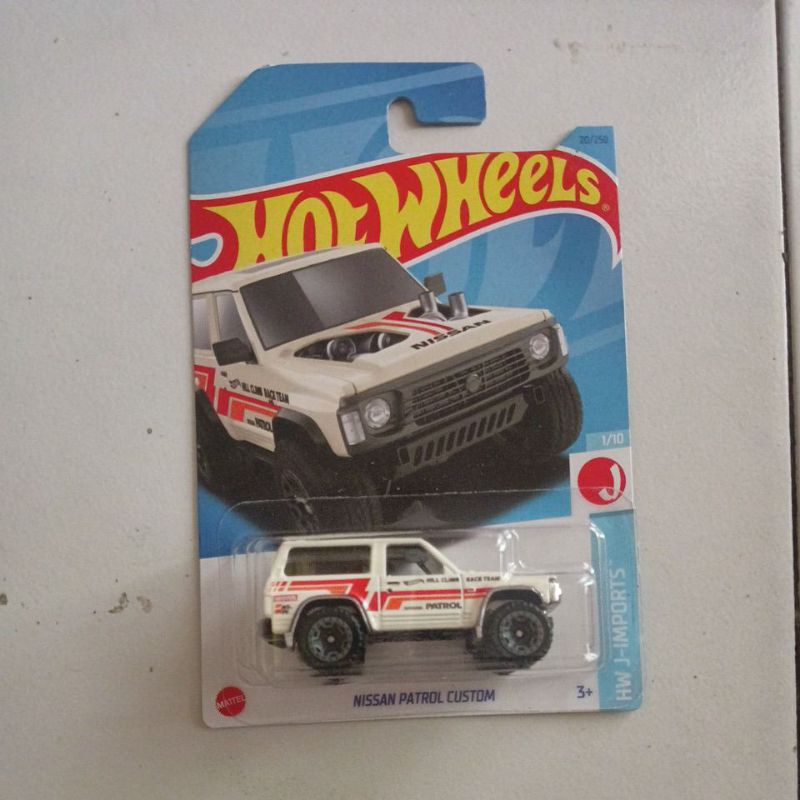 20/250
HOT WHEELS®
NISSAN
HILL CLIMB RACE TEAM
PATROL
1/10
J
HW J-IMPORTS™
HILL CLIMB RACE TEAM
PATROL
MATTEL
NISSAN PATROL CUSTOM
3+